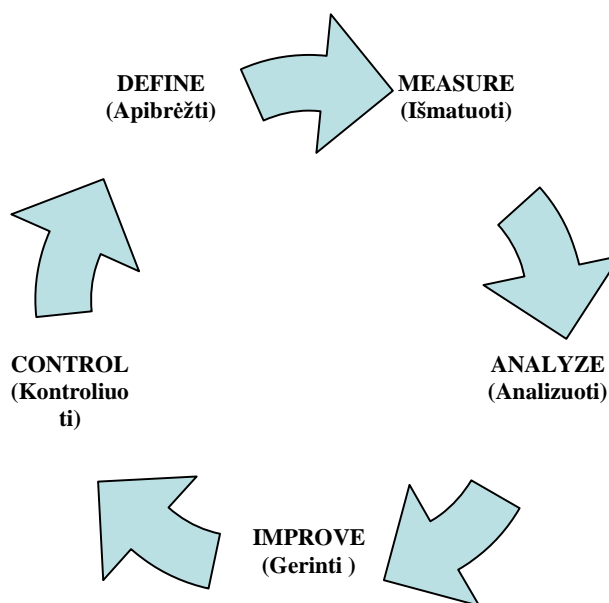 DEFINE
(Apibrėžti)
MEASURE
(Išmatuoti)
ANALYZE
(Analizuoti)
IMPROVE
(Gerinti )
CONTROL
(Kontroliuo
ti)